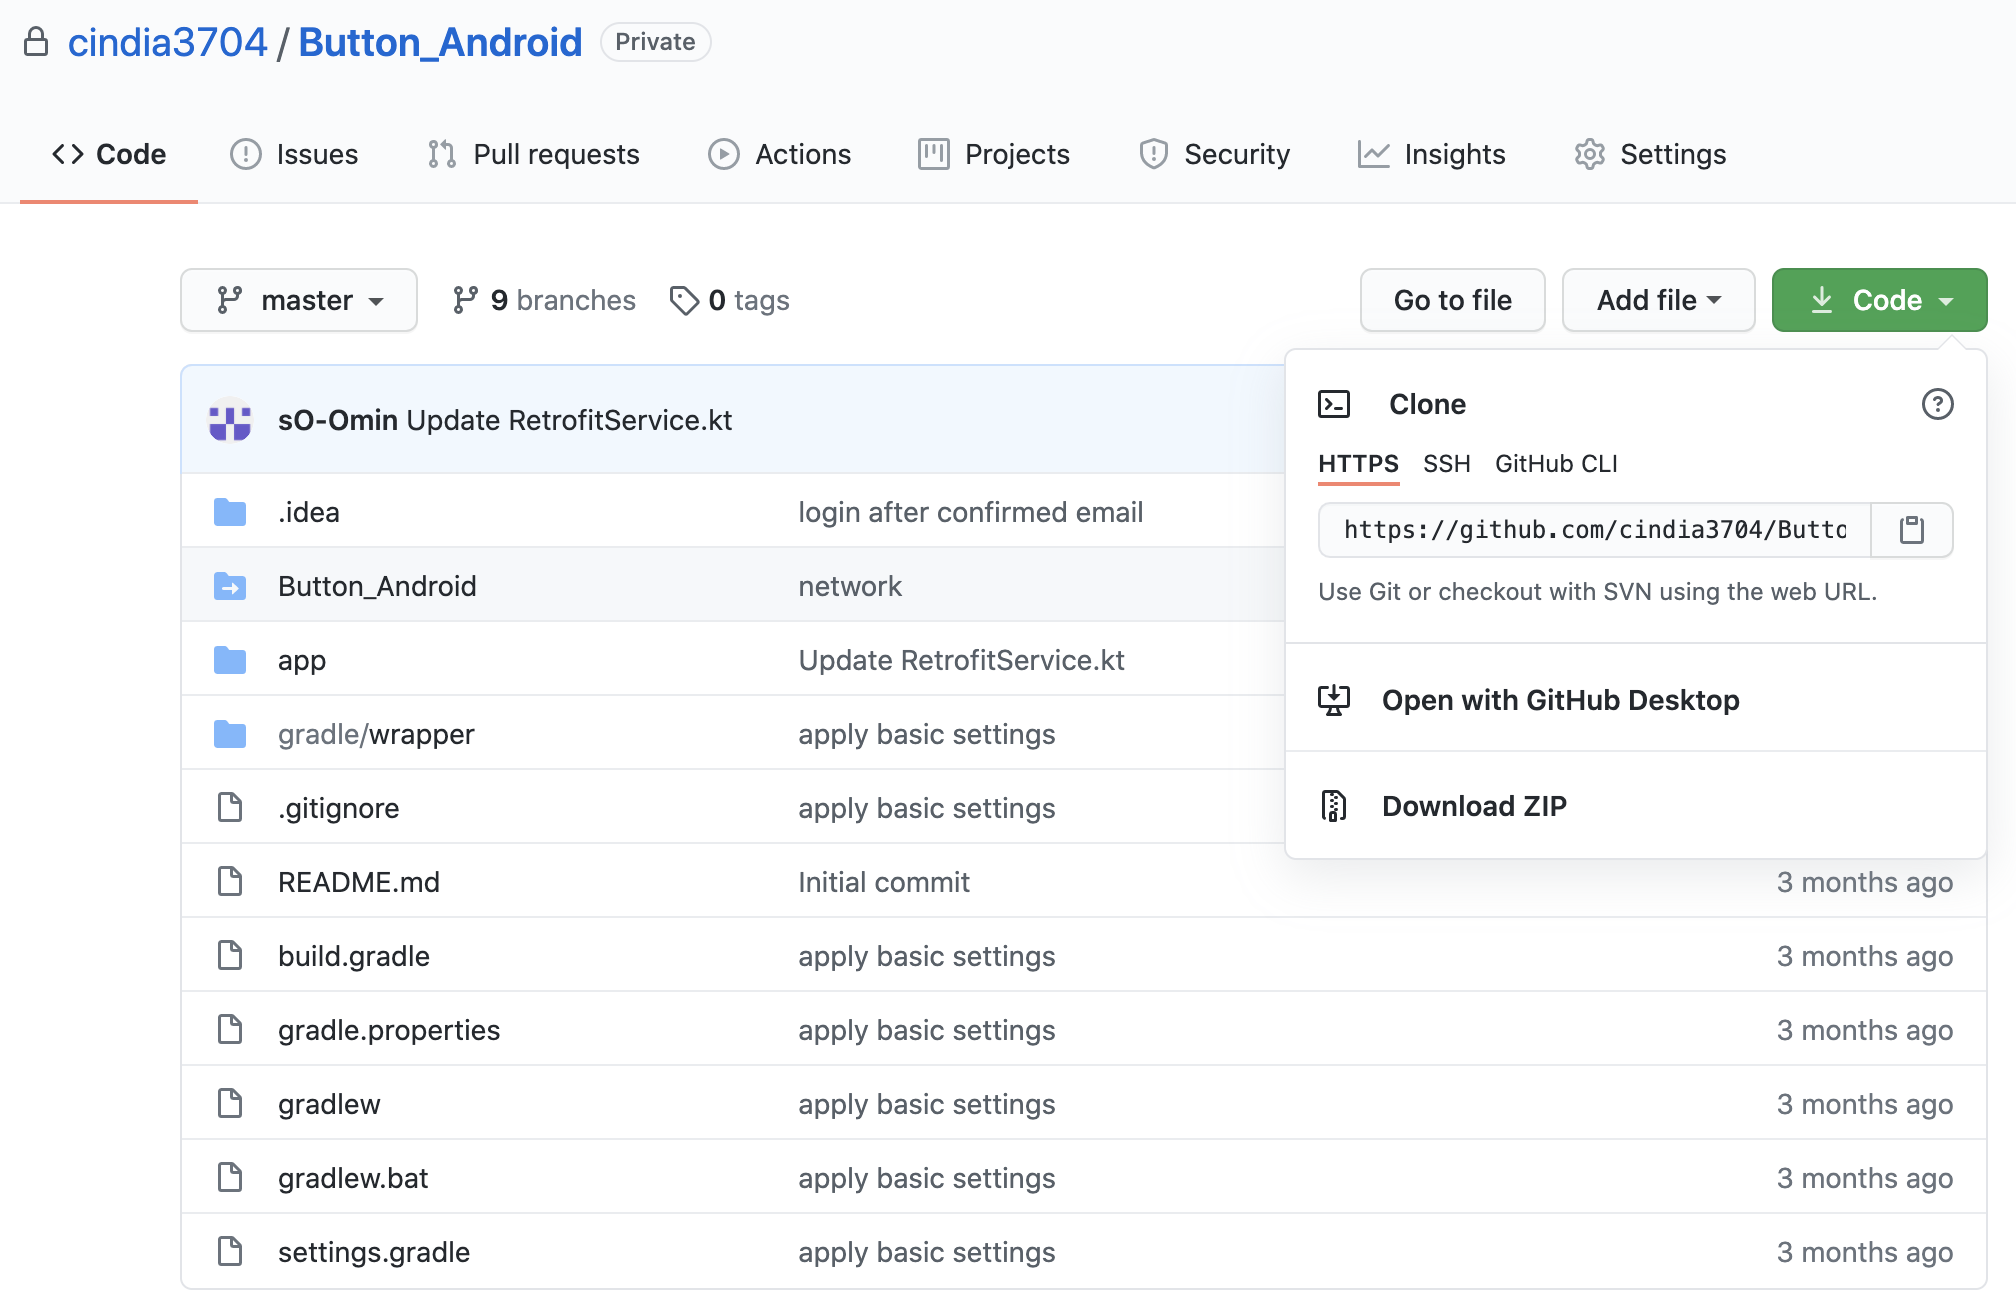 cindia3704 / Button_Android Private
Code Issues Pull requests Actions Projects Security Insights Settings
master 9 branches 0 tags Go to file Add file Code
sO-Omin Update RetrofitService.kt
Clone
HTTPS SSH GitHub CLI
https://github.com/cindia3704/Butto
Use Git or checkout with SVN using the web URL.
Open with GitHub Desktop
Download ZIP
.idea login after confirmed email
Button_Android network
app Update RetrofitService.kt
gradle/wrapper apply basic settings
.gitignore apply basic settings
README.md Initial commit 3 months ago
build.gradle apply basic settings 3 months ago
gradle.properties apply basic settings 3 months ago
gradlew apply basic settings 3 months ago
gradlew.bat apply basic settings 3 months ago
settings.gradle apply basic settings 3 months ago